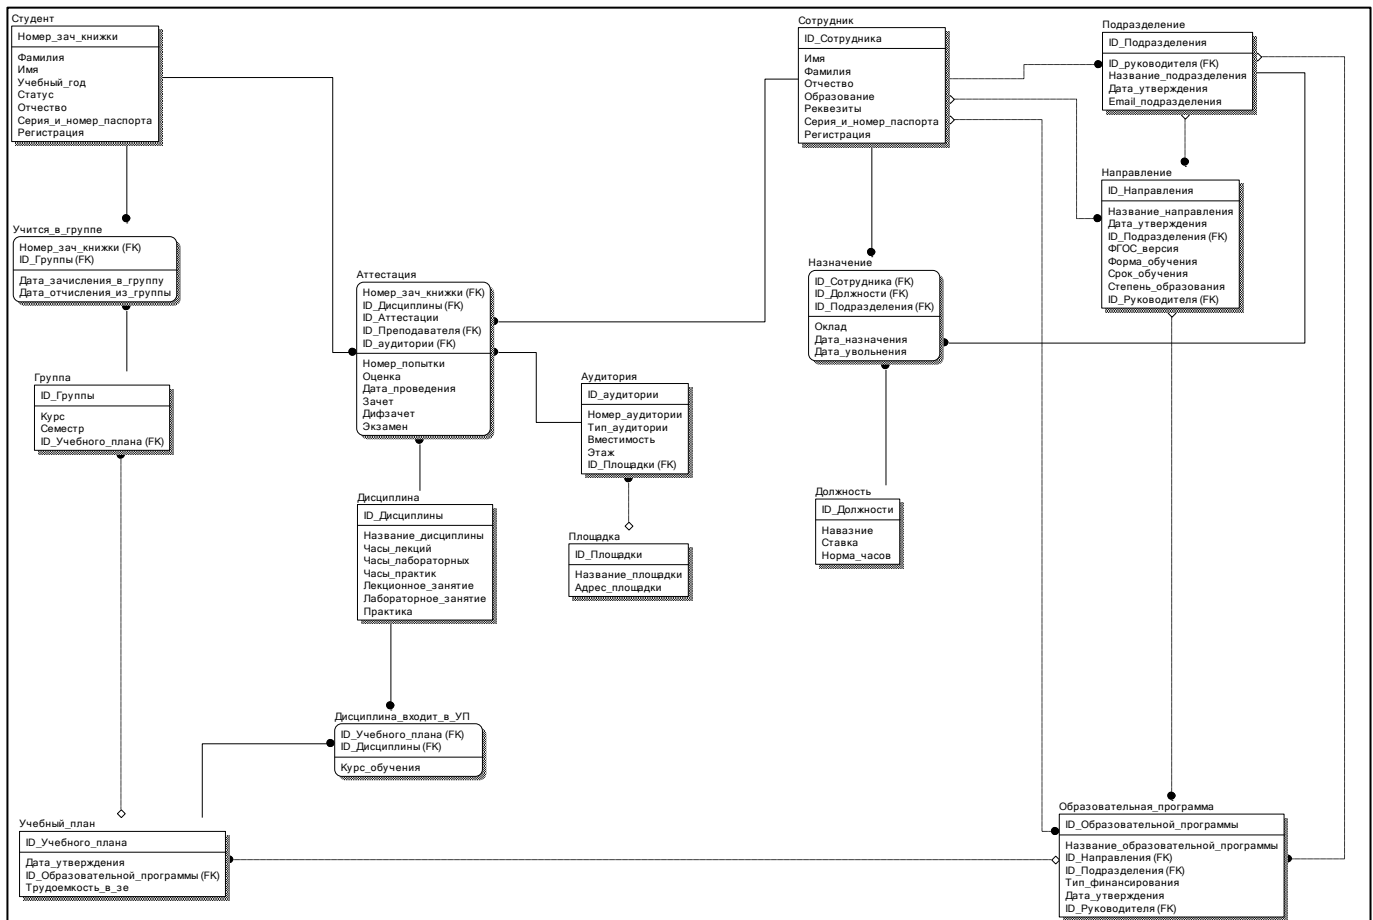 Студент
Номер_зач_книжки
Фамилия
Имя
Учебный_год
Статус
Отчество
Серия_и_номер_паспорта
Регистрация
Сотрудник
ID_Сотрудника
Имя
Фамилия
Отчество
Образование
Реквезиты
Серия_и_номер_паспорта
Регистрация
Подразделение
ID_Подразделения
ID_руководителя (FK)
Название_подразделения
Дата_утверждения
Email_подразделения
Направление
ID_Направления
Название_направления
Дата_утверждения
ID_Подразделения (FK)
ФГОС_версия
Форма_обучения
Срок_обучения
Степень_образования
ID_Руководителя (FK)
Учится_в_группе
Номер_зач_книжки (FK)
ID_Группы (FK)
Дата_зачисления_в_группу
Дата_отчисления_из_группы
Аттестация
Номер_зач_книжки (FK)
ID_Дисциплины (FK)
ID_Аттестации
ID_Преподавателя (FK)
ID_аудитории (FK)
Номер_попытки
Оценка
Дата_проведения
Зачет
Дифзачет
Экзамен
Назначение
ID_Сотрудника (FK)
ID_Должности (FK)
ID_Подразделения (FK)
Оклад
Дата_назначения
Дата_увольнения
Группа
ID_Группы
Курс
Семестр
ID_Учебного_плана (FK)
Аудитория
ID_аудитории
Номер_аудитории
Тип_аудитории
Вместимость
Этаж
ID_Площадки (FK)
Дисциплина
ID_Дисциплины
Название_дисциплины
Часы_лекций
Часы_лабораторных
Часы_практик
Лекционное_занятие
Лабораторное_занятие
Практика
Площадка
ID_Площадки
Название_площадки
Адрес_площадки
Должность
ID_Должности
Навазние
Ставка
Норма_часов
Дисциплина_входит_в_УП
ID_Учебного_плана (FK)
ID_Дисциплины (FK)
Курс_обучения
Учебный_план
ID_Учебного_плана
Дата_утверждения
ID_Образовательной_программы (FK)
Трудоемкость_в_зе
Образовательная_программа
ID_Образовательной_программы
Название_образовательной_программы
ID_Направления (FK)
ID_Подразделения (FK)
Тип_финансирования
Дата_утверждения
ID_Руководителя (FK)